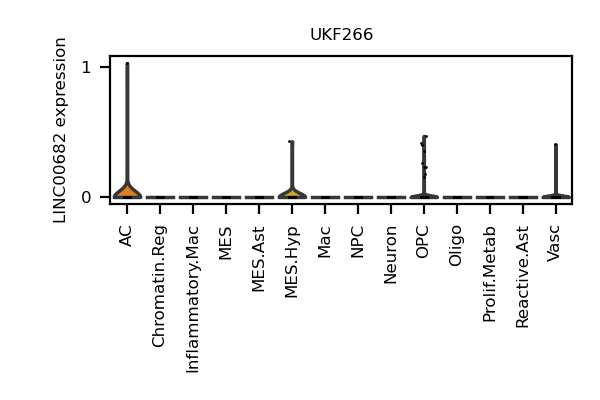 UKF266
LINC00682 expression
1
0
AC
Chromatin.Reg
Inflammatory.Mac
MES
MES.Ast
MES.Hyp
Mac
NPC
Neuron
OPC
Oligo
Prolif.Metab
Reactive.Ast
Vasc